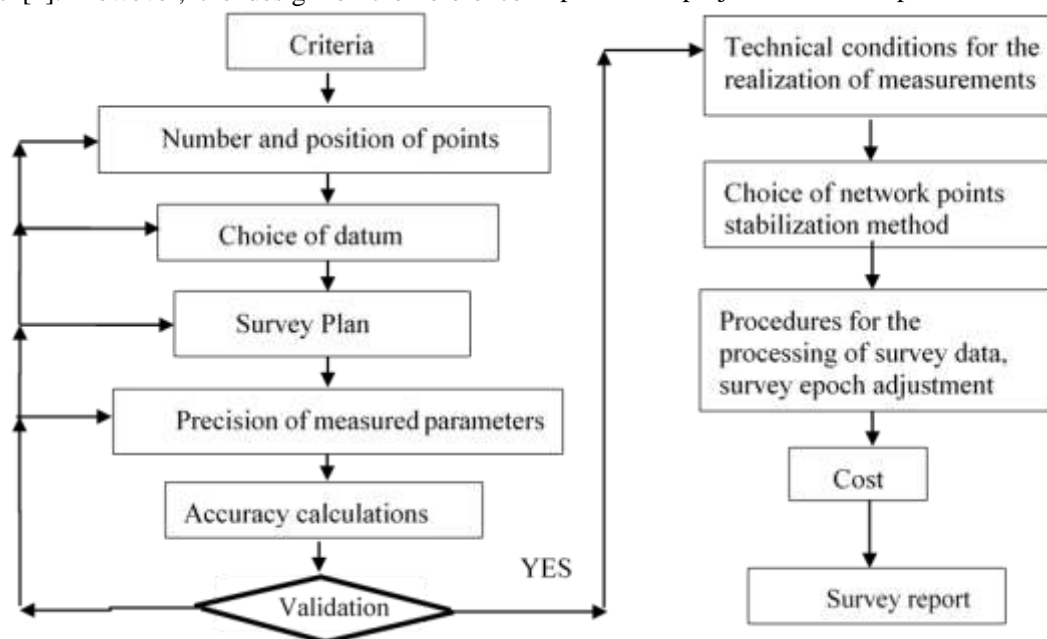 Criteria
Number and position of points
Choice of datum
Survey Plan
Precision of measured parameters
Accuracy calculations
Validation
YES
Technical conditions for the
realization of measurements
Choice of network points
stabilization method
Procedures for the
processing of survey data,
survey epoch adjustment
Cost
Survey report